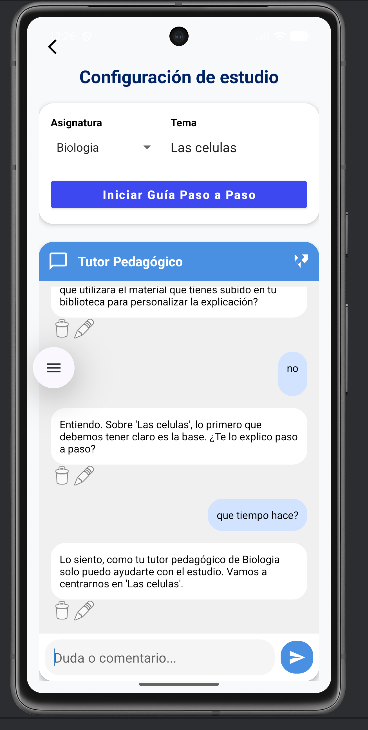 Configuración de estudio
Asignatura
Tema
Biologia
Las celulas
Iniciar Guía Paso a Paso
Tutor Pedagógico
que utilizara el material que tienes subido en tu
biblioteca para personalizar la explicación?
no
Entiendo. Sobre 'Las celulas', lo primero que
debemos tener claro es la base. ¿Te lo explico paso
a paso?
que tiempo hace?
Lo siento, como tu tutor pedagógico de Biologia
solo puedo ayudarte con el estudio. Vamos a
centrarnos en 'Las celulas'.
Duda o comentario...